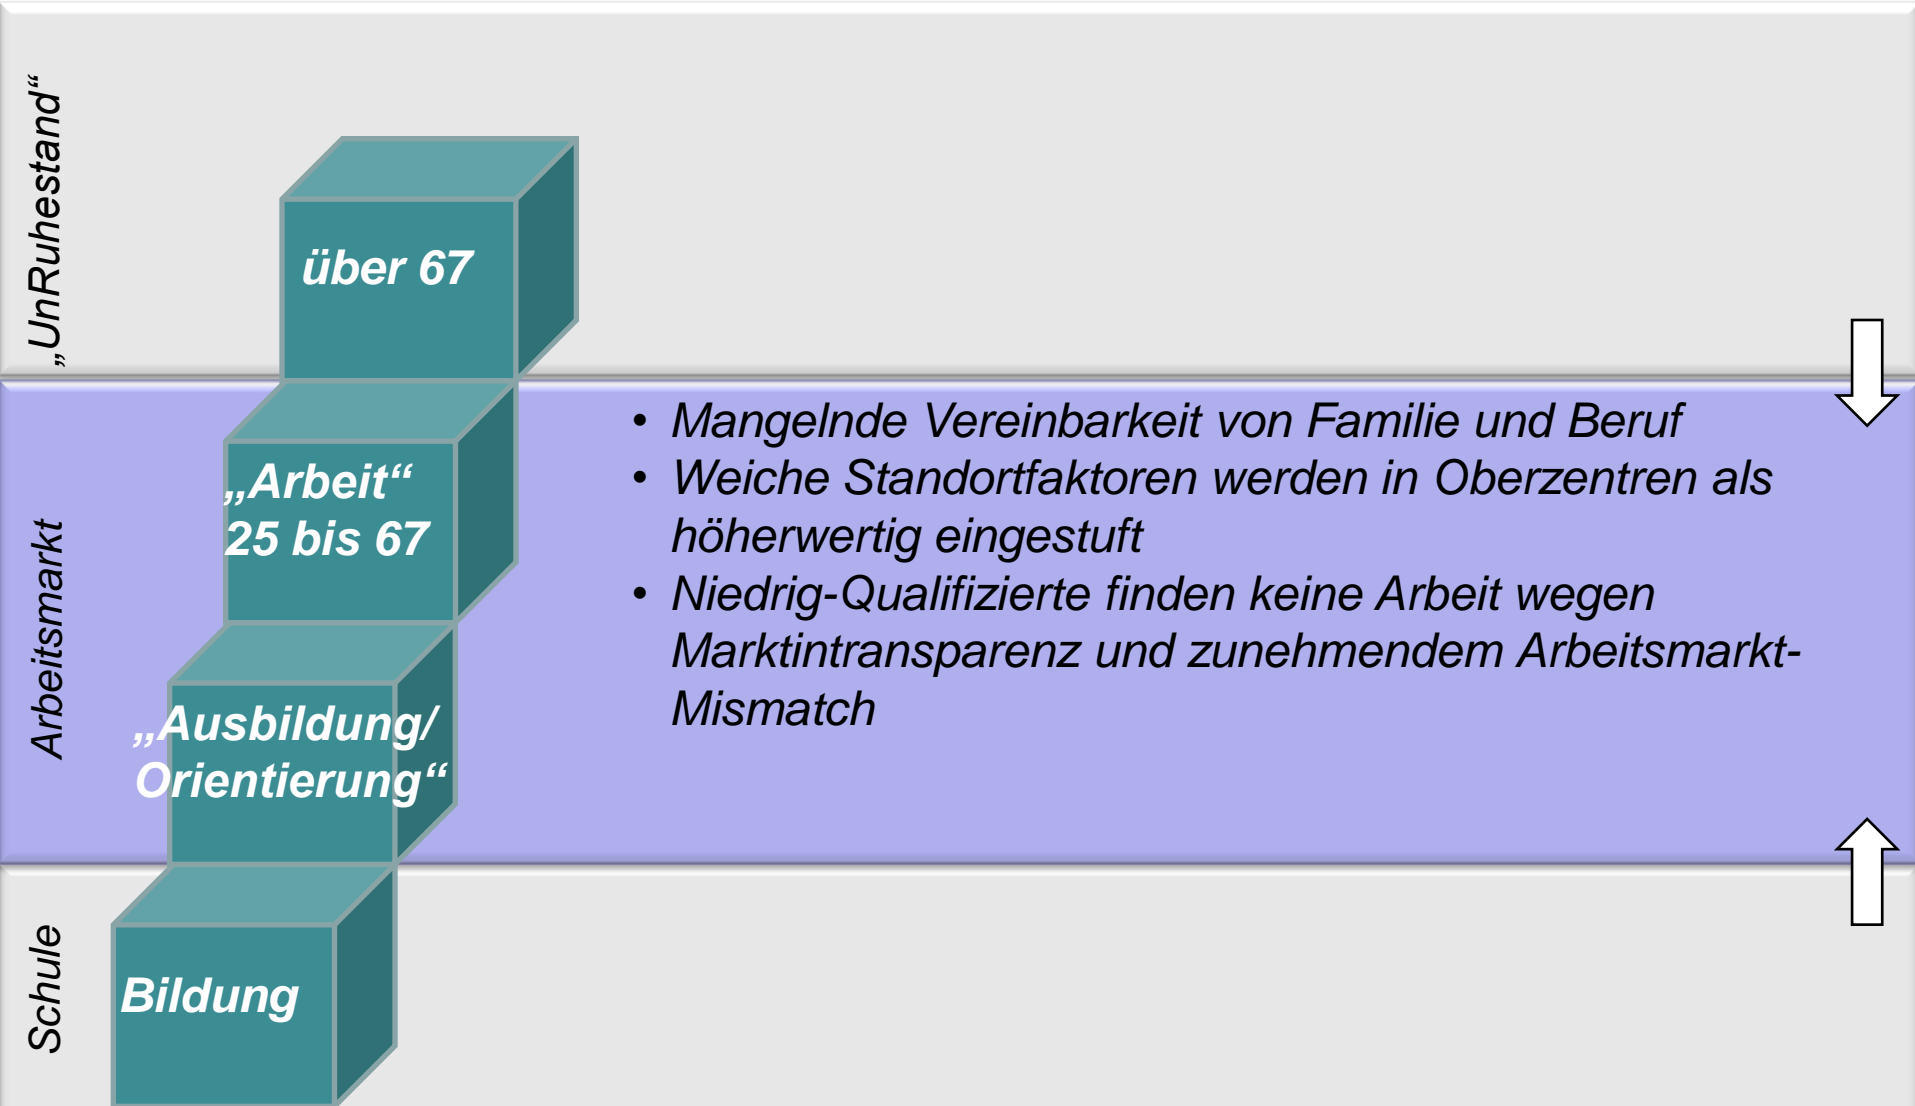 „UnRuhestand“
über 67
Arbeitsmarkt
„Arbeit“
25 bis 67
„Ausbildung/
Orientierung“
• Mangelnde Vereinbarkeit von Familie und Beruf
• Weiche Standortfaktoren werden in Oberzentren als
höherwertig eingestuft
• Niedrig-Qualifizierte finden keine Arbeit wegen
Marktintransparenz und zunehmendem Arbeitsmarkt-
Mismatch
Schule
Bildung